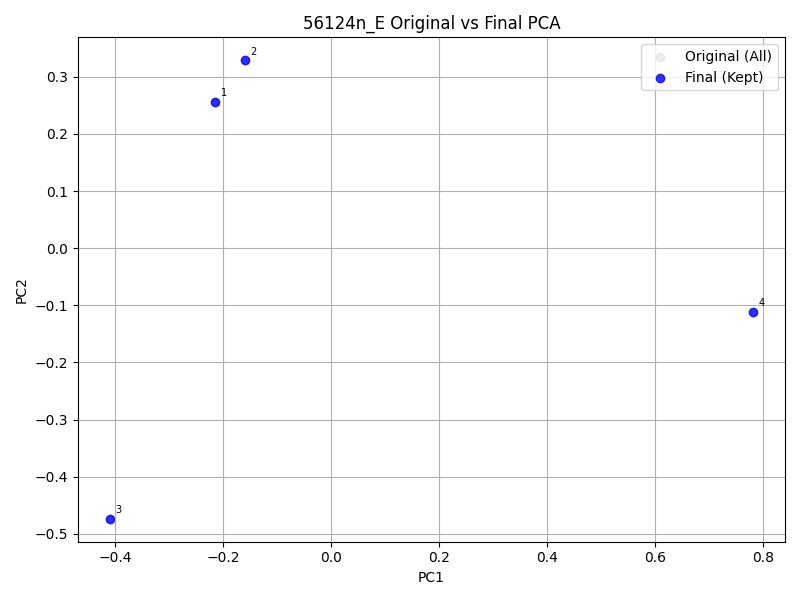 56124n_E Original vs Final PCA
Original (All)
Final (Kept)
2
1
4
3
0.3
0.2
0.1
0.0
−0.1
−0.2
−0.3
−0.4
−0.5
PC2
−0.4 −0.2 0.0 0.2 0.4 0.6 0.8
PC1